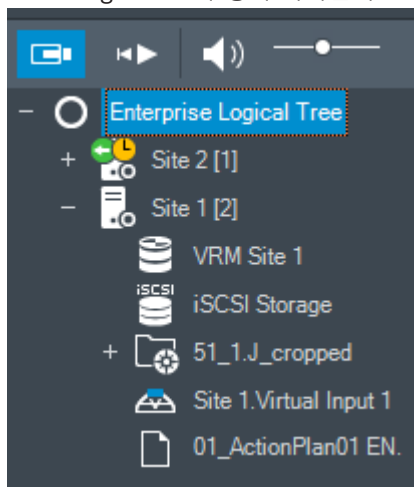 Enterprise Logical Tree
Site 2 [1]
Site 1 [2]
VRM Site 1
iSCSI
iSCSI Storage
51_1.J_cropped
Site 1.Virtual Input 1
01_ActionPlan01 EN.